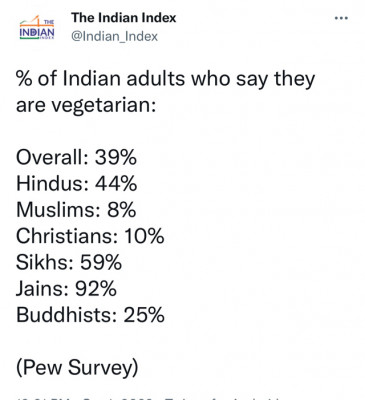 The Indian Index
@Indian_Index
THE
INDIAN
INDEX
% of Indian adults who say they
are vegetarian:
Overall: 39%
Hindus: 44%
Muslims: 8%
Christians: 10%
Sikhs: 59%
Jains: 92%
Buddhists: 25%
(Pew Survey)